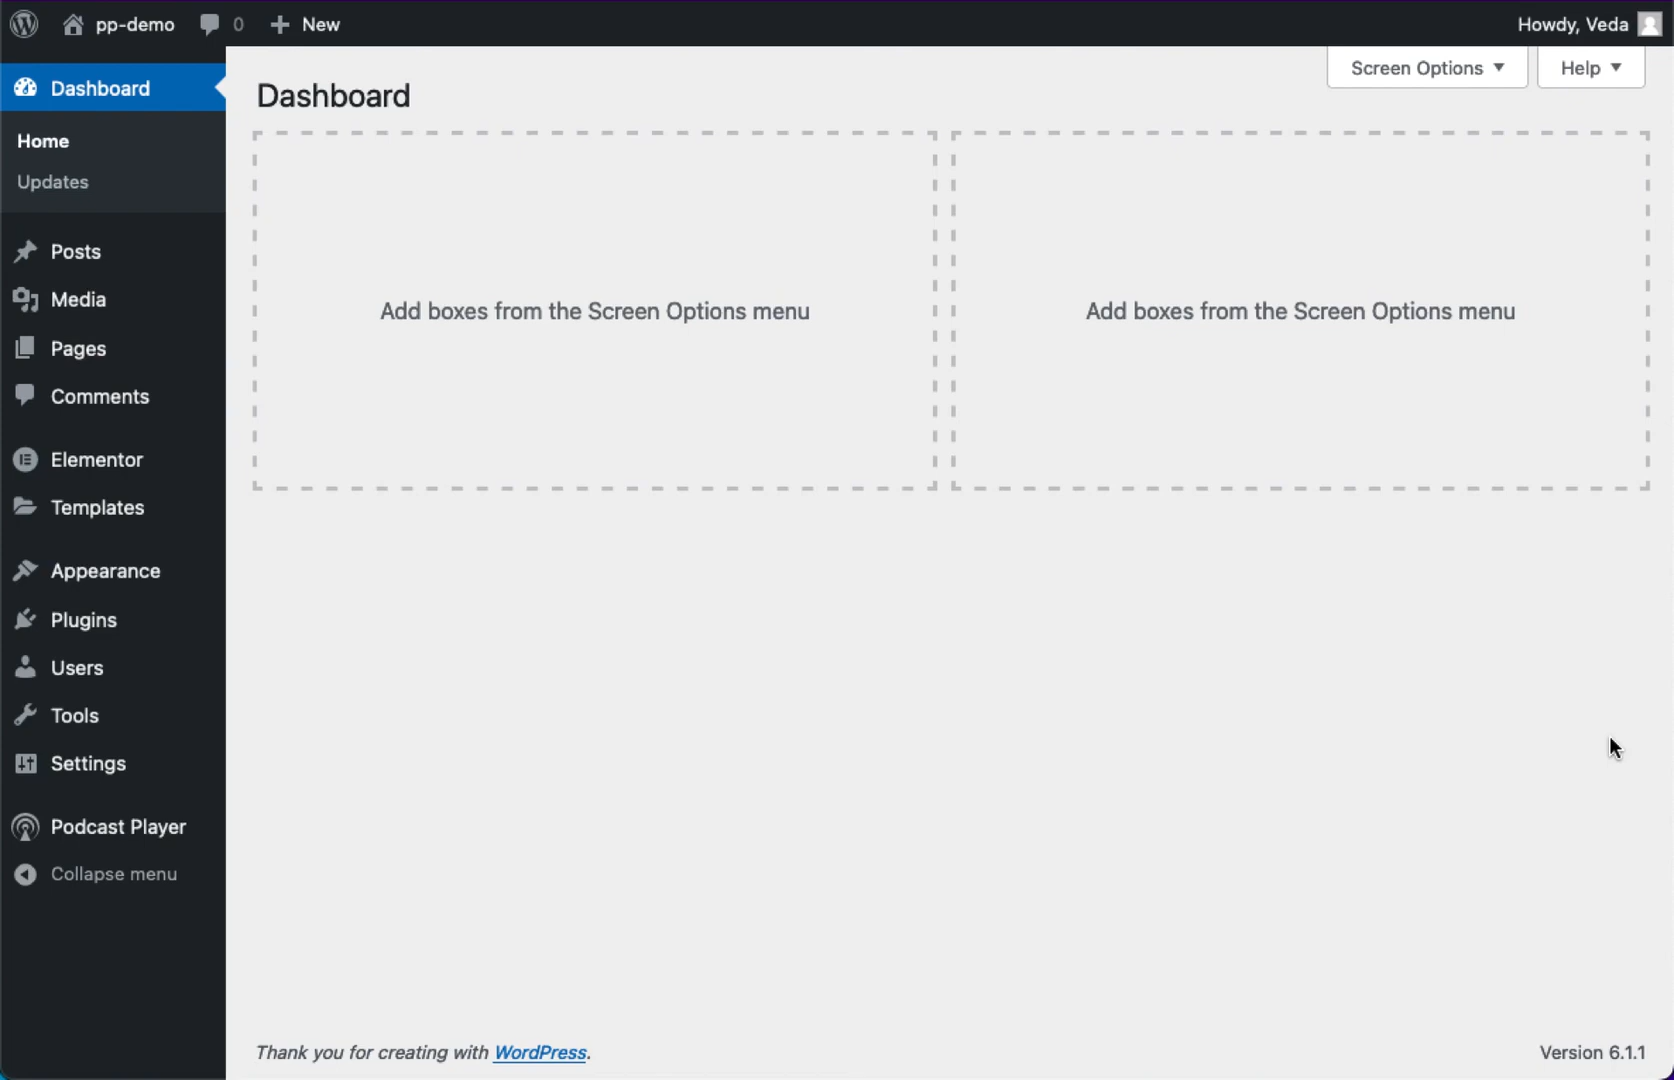 pp-demo 0 New Howdy, Veda
Screen Options Help
Dashboard
Home
Updates
Posts
Media
Pages
Comments
Elementor
Templates
Appearance
Plugins
Users
Tools
Settings
Podcast Player
Collapse menu
Dashboard
Add boxes from the Screen Options menu
Add boxes from the Screen Options menu
Thank you for creating with WordPress.
Version 6.1.1